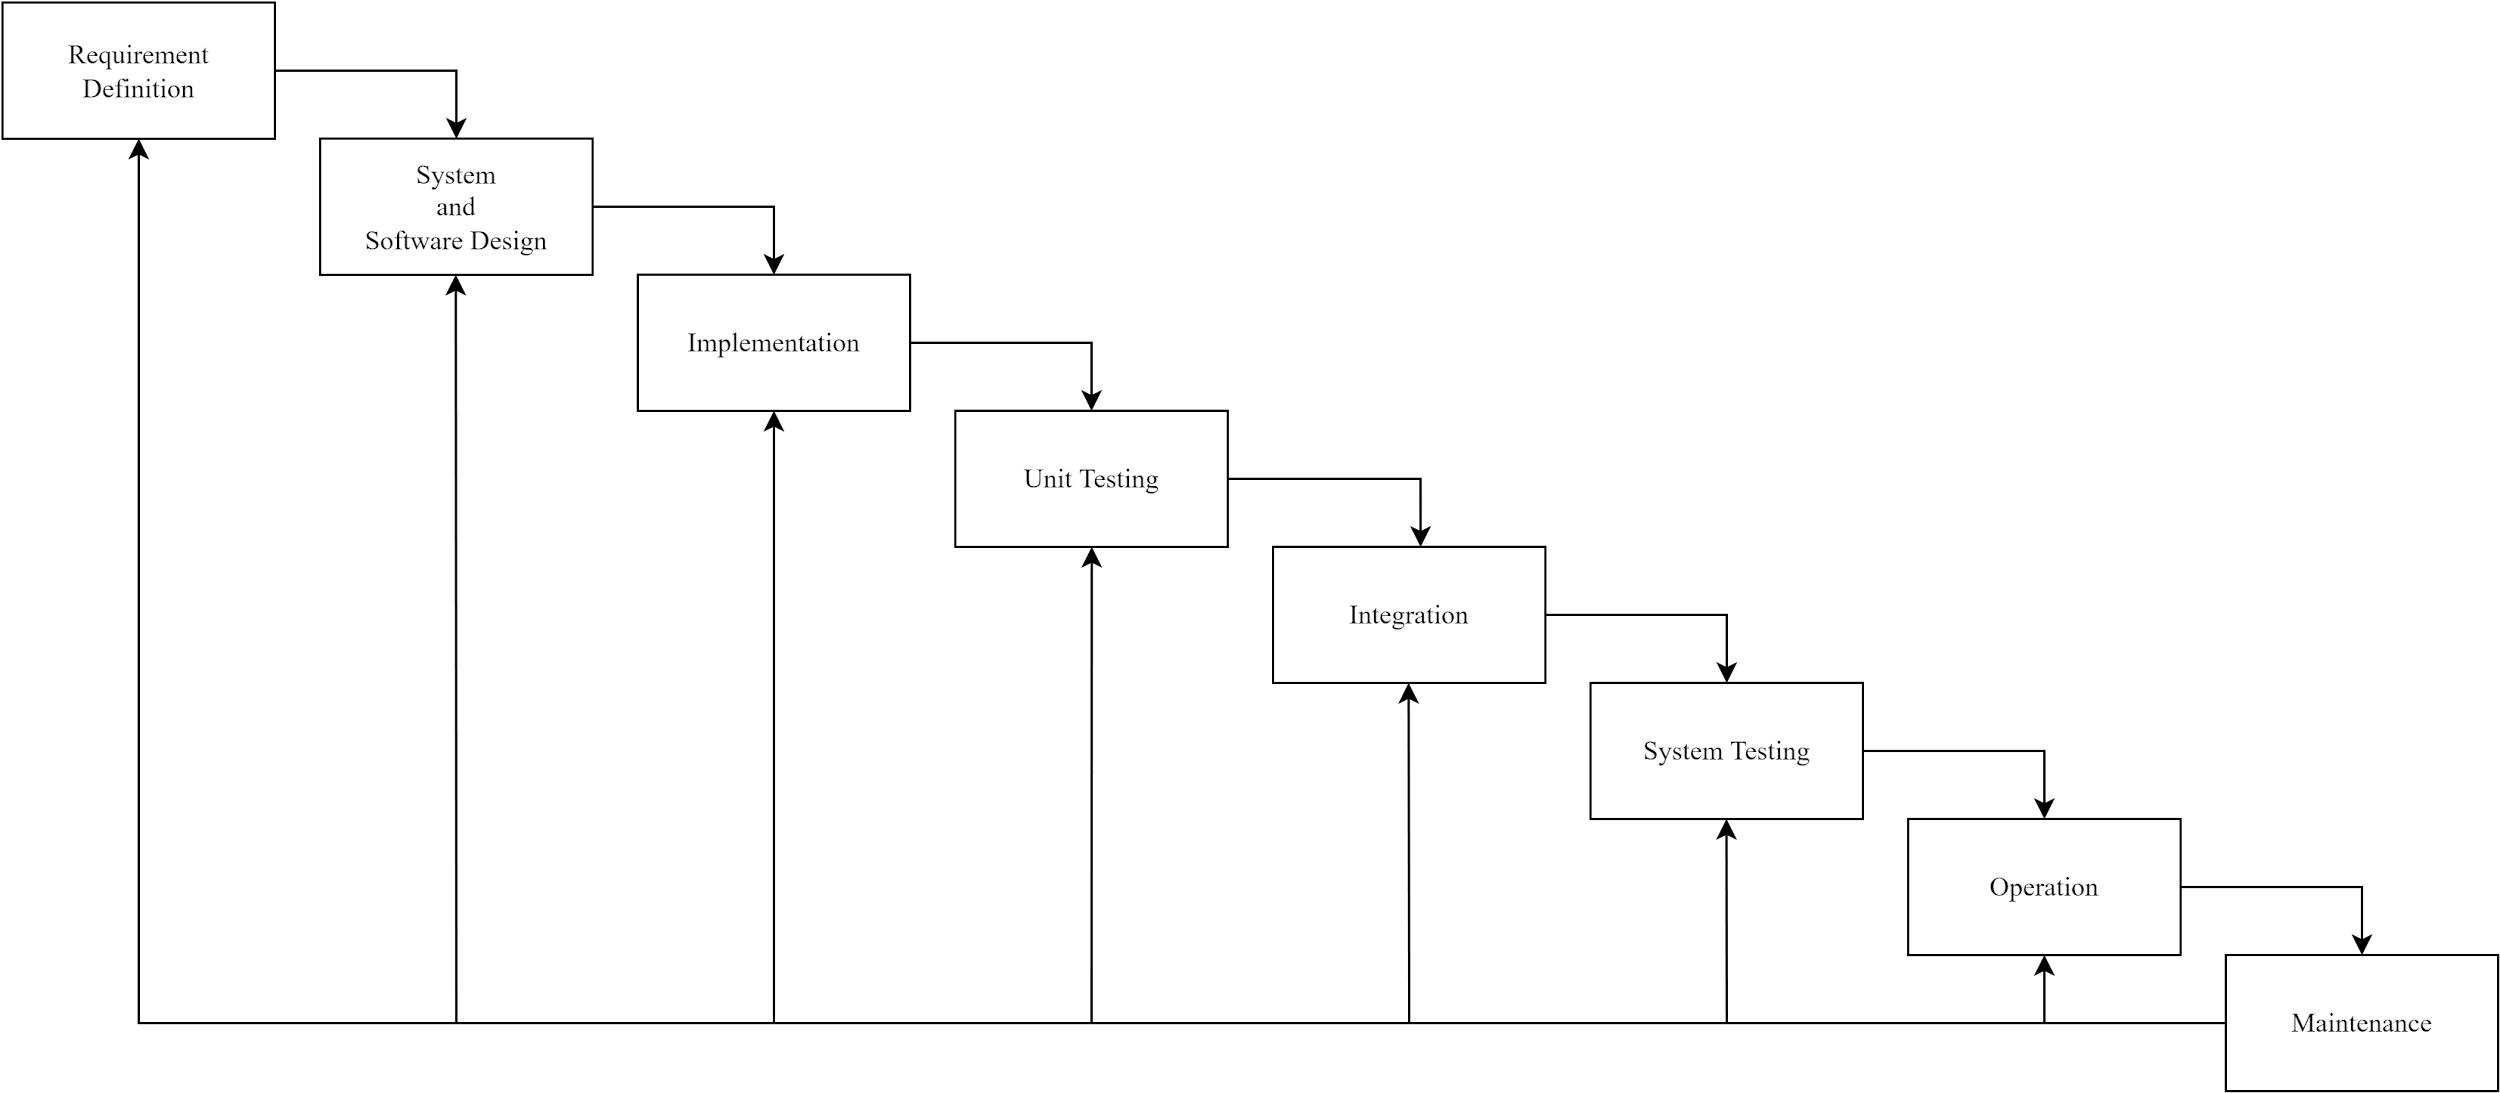 Requirement
Definition
System
and
Software Design
Implementation
Unit Testing
Integration
System Testing
Operation
Maintenance